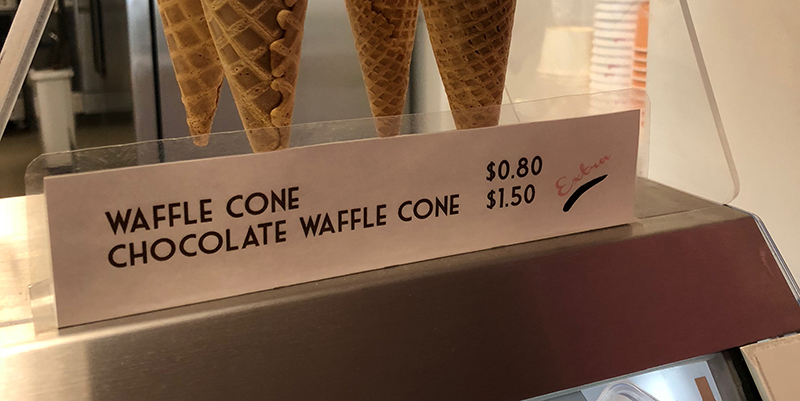 WAFFLE CONE $0.80
CHOCOLATE WAFFLE CONE $1.50
Extra